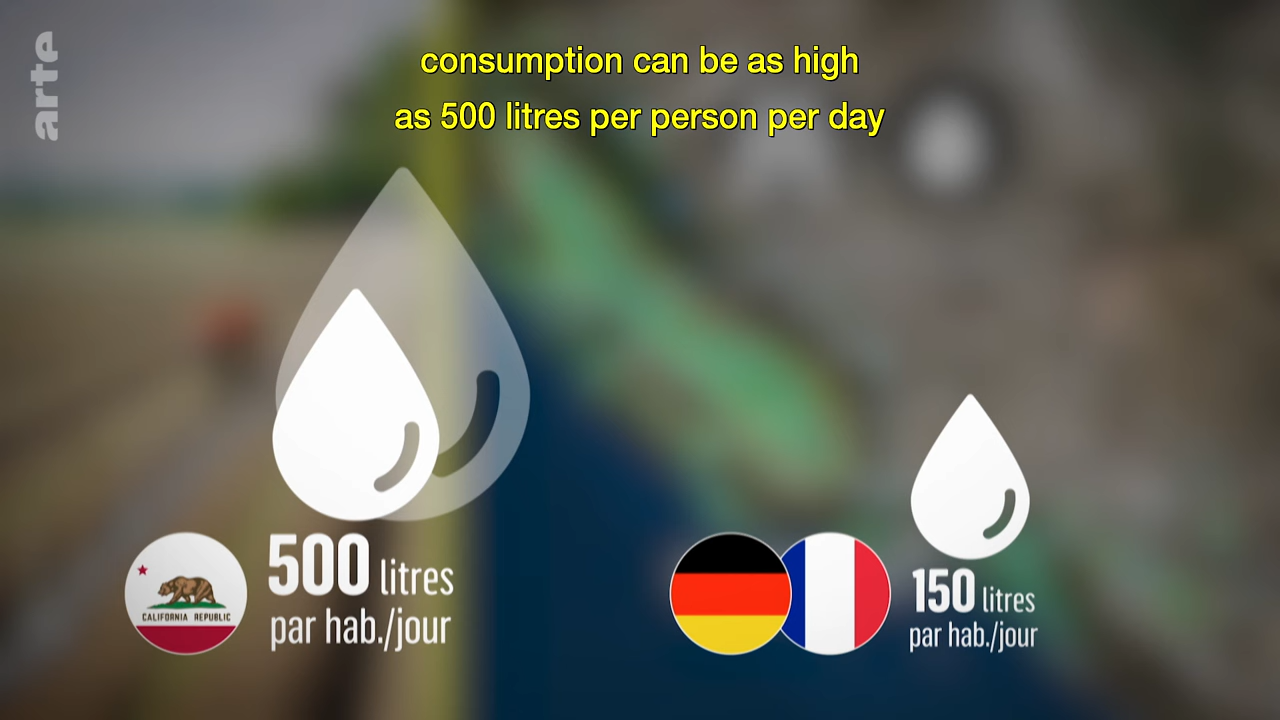 arte
consumption can be as high
as 500 litres per person per day
CALIFORNIA REPUBLIC
500 litres
par hab./jour
150 litres
par hab./jour